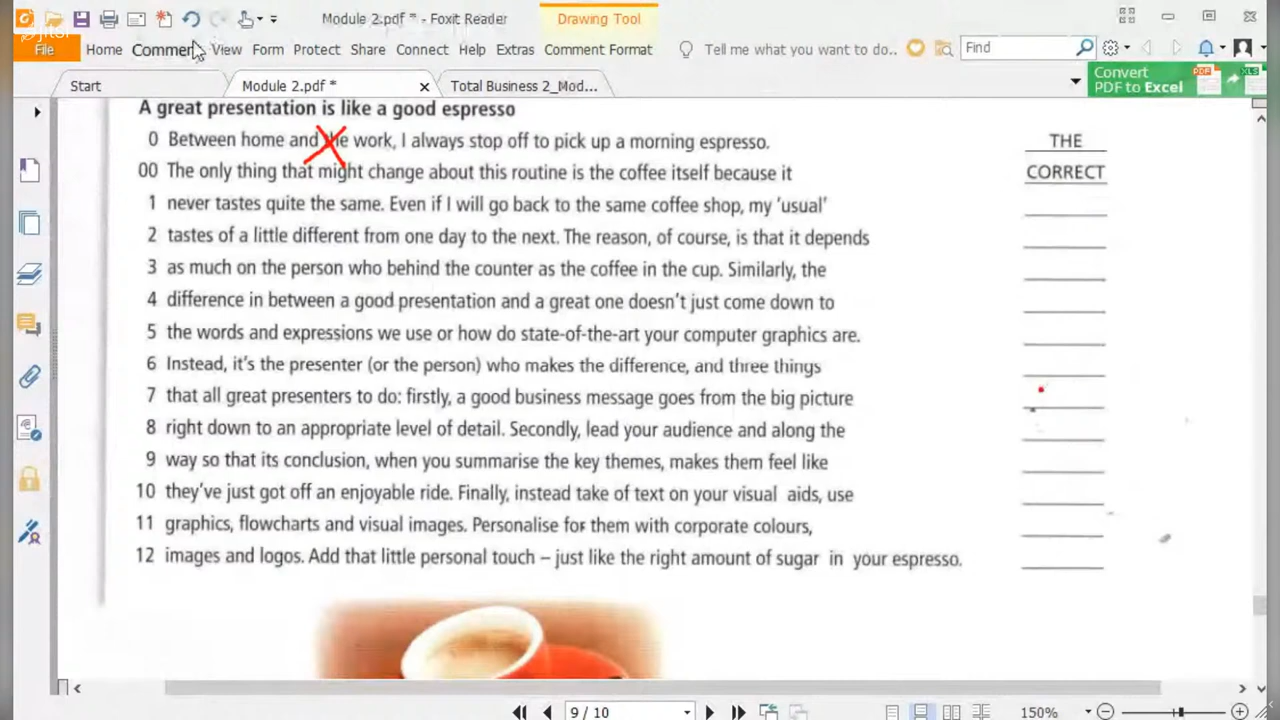 Module 2.pdf * - Foxit Reader
Drawing Tool
File Home Comment View Form Protect Share Connect Help Extras Comment Format Tell me what you want to do.. Find
Start Module 2.pdf * Total Business 2_Mod... Convert
PDF to Excel
A great presentation is like a good espresso
0 Between home and the work, I always stop off to pick up a morning espresso. THE
00 The only thing that might change about this routine is the coffee itself because it CORRECT
1 never tastes quite the same. Even if I will go back to the same coffee shop, my 'usual'
2 tastes of a little different from one day to the next. The reason, of course, is that it depends
3 as much on the person who behind the counter as the coffee in the cup. Similarly, the
4 difference in between a good presentation and a great one doesn't just come down to
5 the words and expressions we use or how do state-of-the-art your computer graphics are.
6 Instead, it's the presenter (or the person) who makes the difference, and three things
7 that all great presenters to do: firstly, a good business message goes from the big picture
8 right down to an appropriate level of detail. Secondly, lead your audience and along the
9 way so that its conclusion, when you summarise the key themes, makes them feel like
10 they've just got off an enjoyable ride. Finally, instead take of text on your visual aids, use
11 graphics, flowcharts and visual images. Personalise for them with corporate colours,
12 images and logos. Add that little personal touch – just like the right amount of sugar in your espresso.
9 / 10 150%